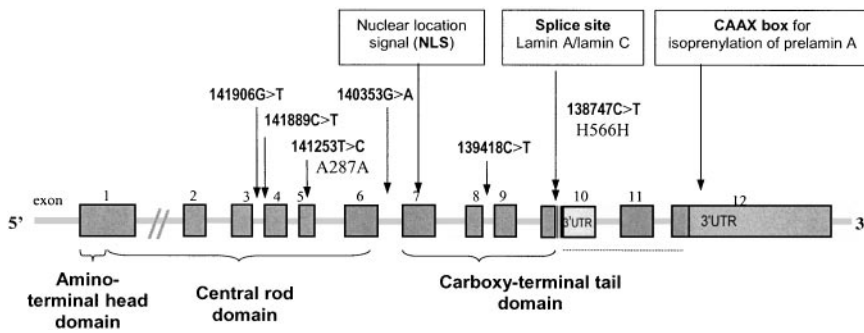 Nuclear location
signal (NLS)
Splice site
Lamin A/lamin C
CAAX box for
isoprenylation of prelamin A
141906G>T
140353G>A
141889C>T
138747C>T
H566H
141253T>C
A287A
139418C>T
exon
1
2
3
4
5
6
7
8
9
10
11
12
5'
3'UTR
3'UTR
3
Amino-
terminal head
domain
Central rod
domain
Carboxy-terminal tail
domain